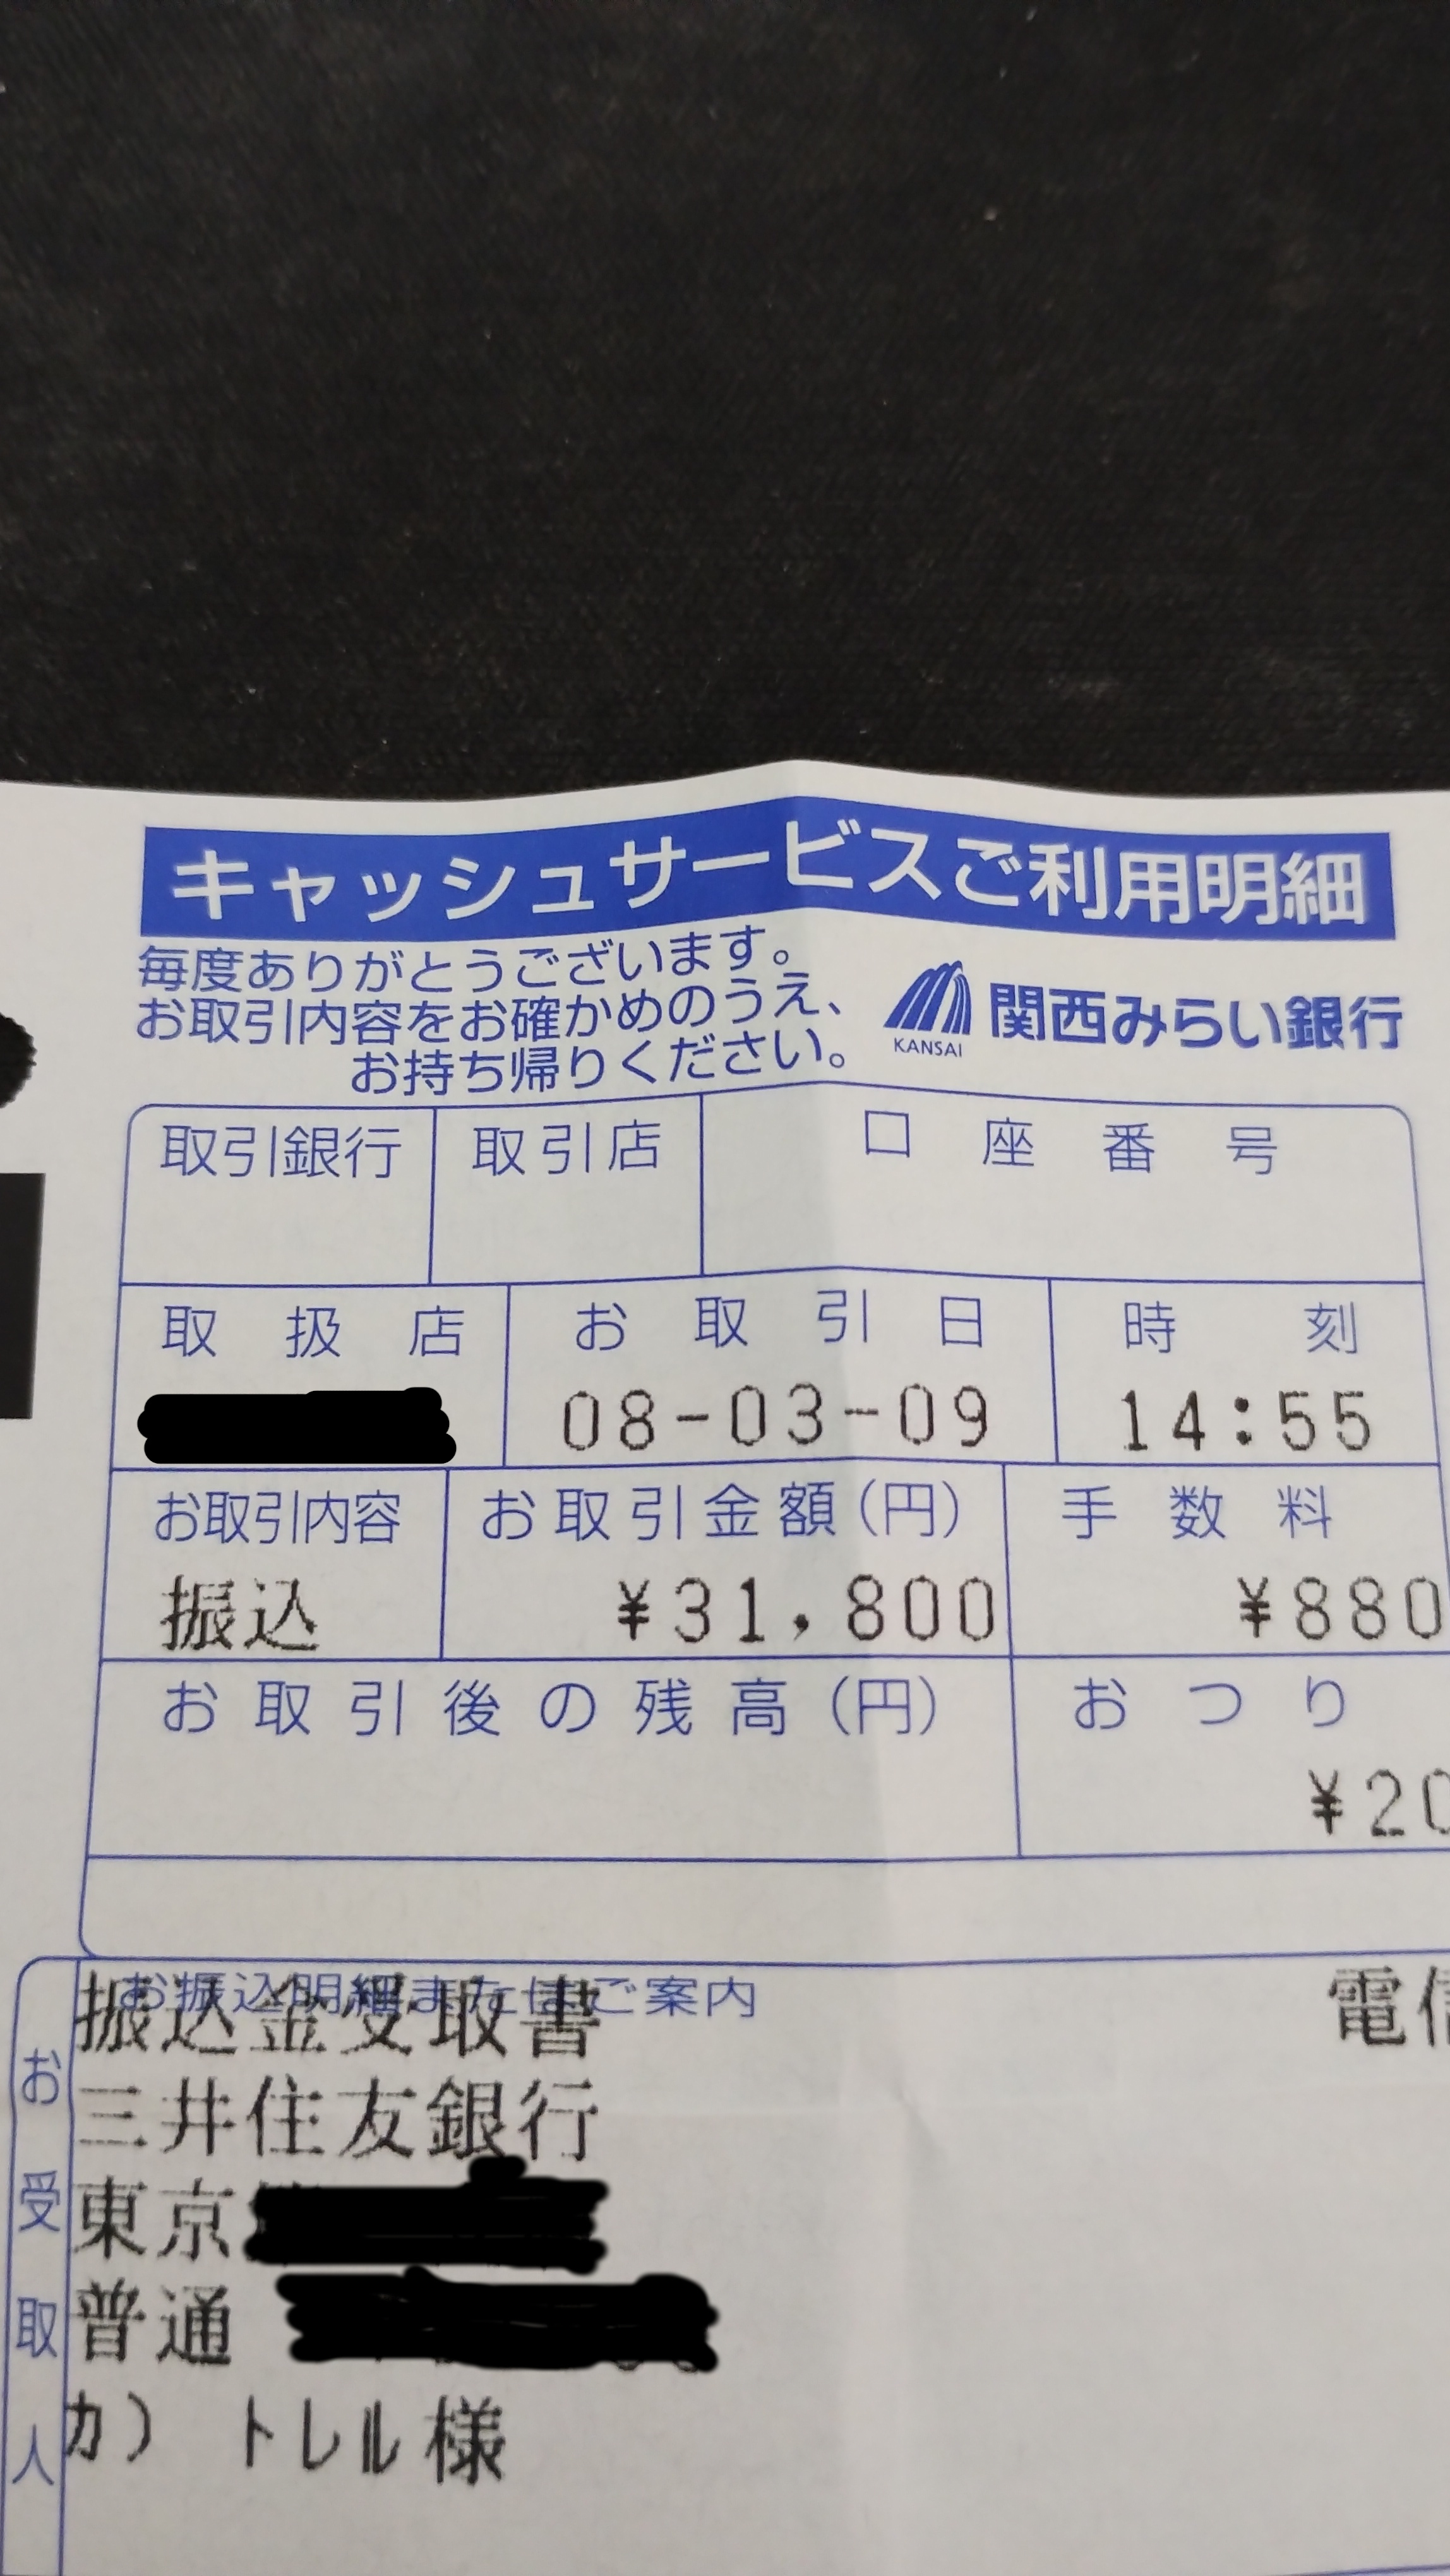 キャッシュサービスご利用明細
毎度ありがとうございます。
お取引内容をお確かめのうえ、
お持ち帰りください。
KANSAI
関西みらい銀行
取引銀行 取引店 口座番号
取扱店 お取引日 時刻
08-03-09 14:55
お取引内容 お取引金額(円) 手数料
振込 ¥31,800 ¥880
お取引後の残高(円) おつり
¥20
お振込明細またはご案内
振込金受取書 電信
お受取人
三井住友銀行
東京
普通
カ) トレル様